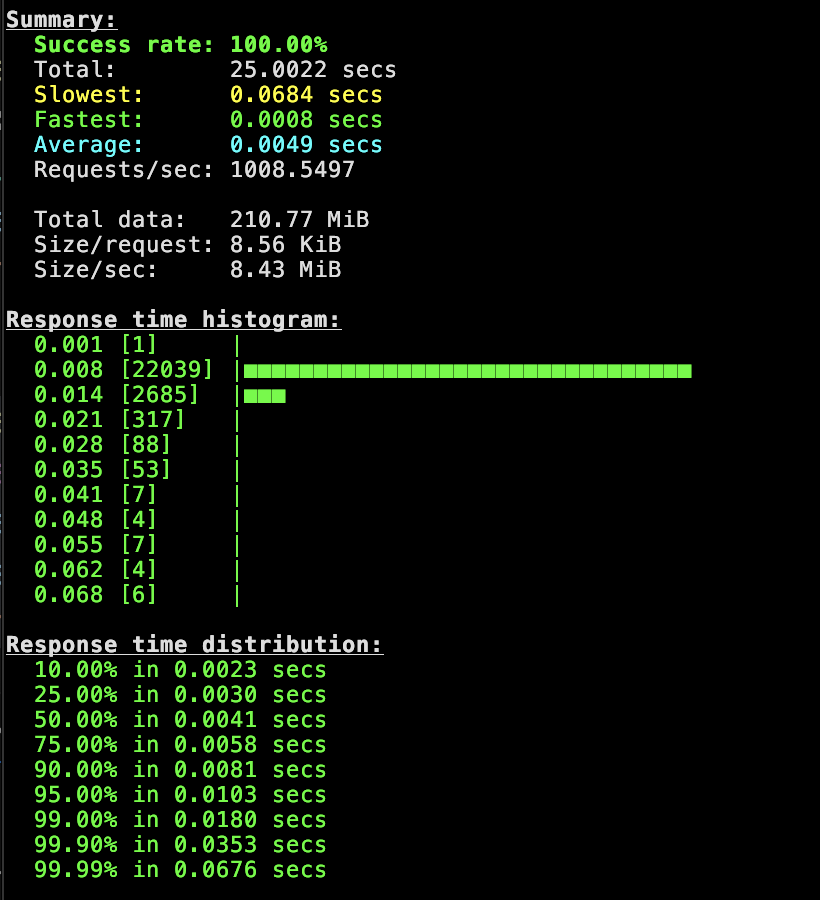 Summary:
Success rate: 100.00%
Total: 25.0022 secs
Slowest: 0.0684 secs
Fastest: 0.0008 secs
Average: 0.0049 secs
Requests/sec: 1008.5497
Total data: 210.77 MiB
Size/request: 8.56 KiB
Size/sec: 8.43 MiB
Response time histogram:
0.001 [1] |
0.008 [22039] |■■■■■■■■■■■■■■■■■■■■■■■■■■■■■■■■
0.014 [2685] |■■■
0.021 [317] |
0.028 [88] |
0.035 [53] |
0.041 [7] |
0.048 [4] |
0.055 [7] |
0.062 [4] |
0.068 [6] |
Response time distribution:
10.00% in 0.0023 secs
25.00% in 0.0030 secs
50.00% in 0.0041 secs
75.00% in 0.0058 secs
90.00% in 0.0081 secs
95.00% in 0.0103 secs
99.00% in 0.0180 secs
99.90% in 0.0353 secs
99.99% in 0.0676 secs